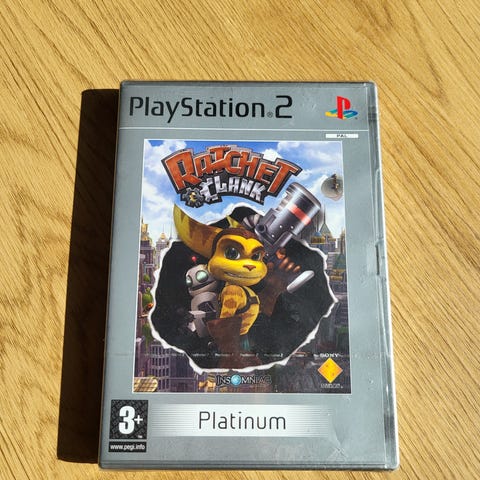 PlayStation®2
PAL
RATCHET
& CLANK
SONY
INSOMNIAC
3+
www.pegi.info
Platinum